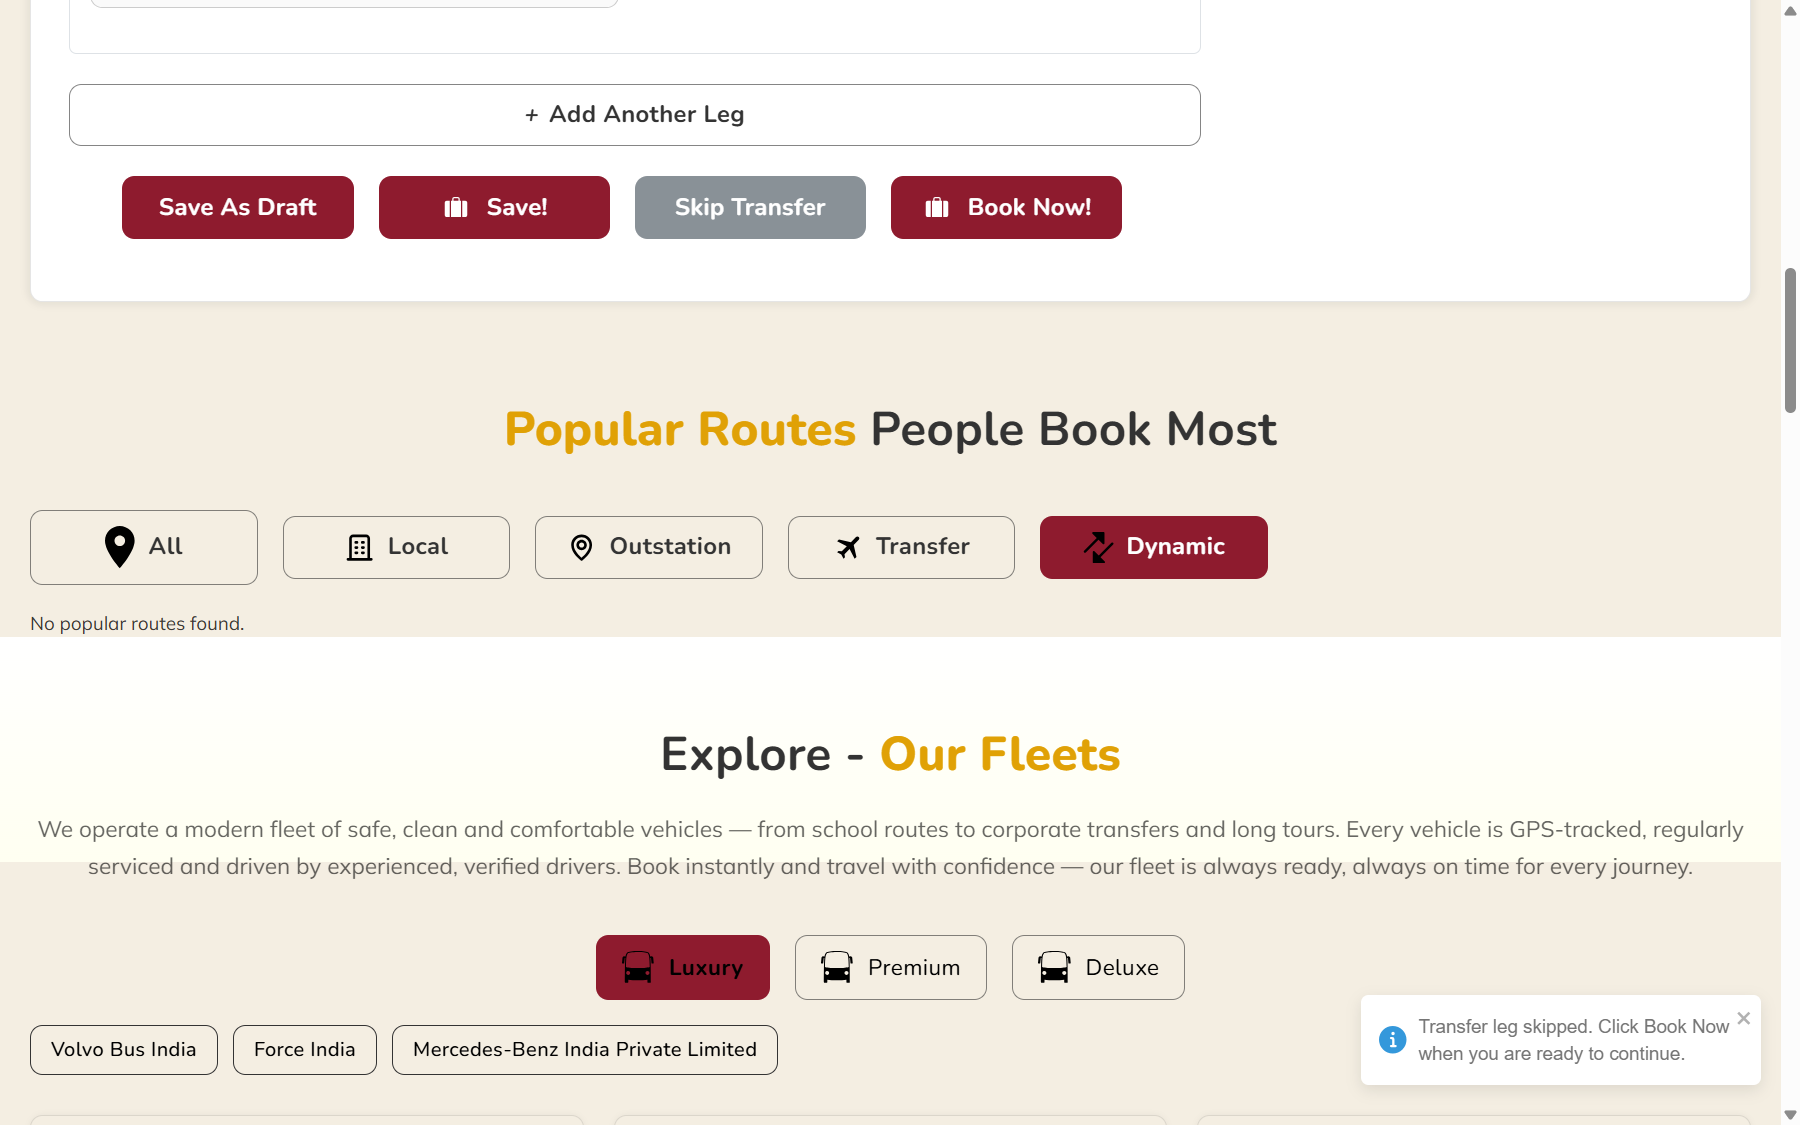 + Add Another Leg
Save As Draft
Save!
Skip Transfer
Book Now!
Popular Routes People Book Most
All
Local
Outstation
Transfer
Dynamic
No popular routes found.
Explore - Our Fleets
We operate a modern fleet of safe, clean and comfortable vehicles — from school routes to corporate transfers and long tours. Every vehicle is GPS-tracked, regularly
serviced and driven by experienced, verified drivers. Book instantly and travel with confidence — our fleet is always ready, always on time for every journey.
Luxury
Premium
Deluxe
Volvo Bus India
Force India
Mercedes-Benz India Private Limited
Transfer leg skipped. Click Book Now
when you are ready to continue.